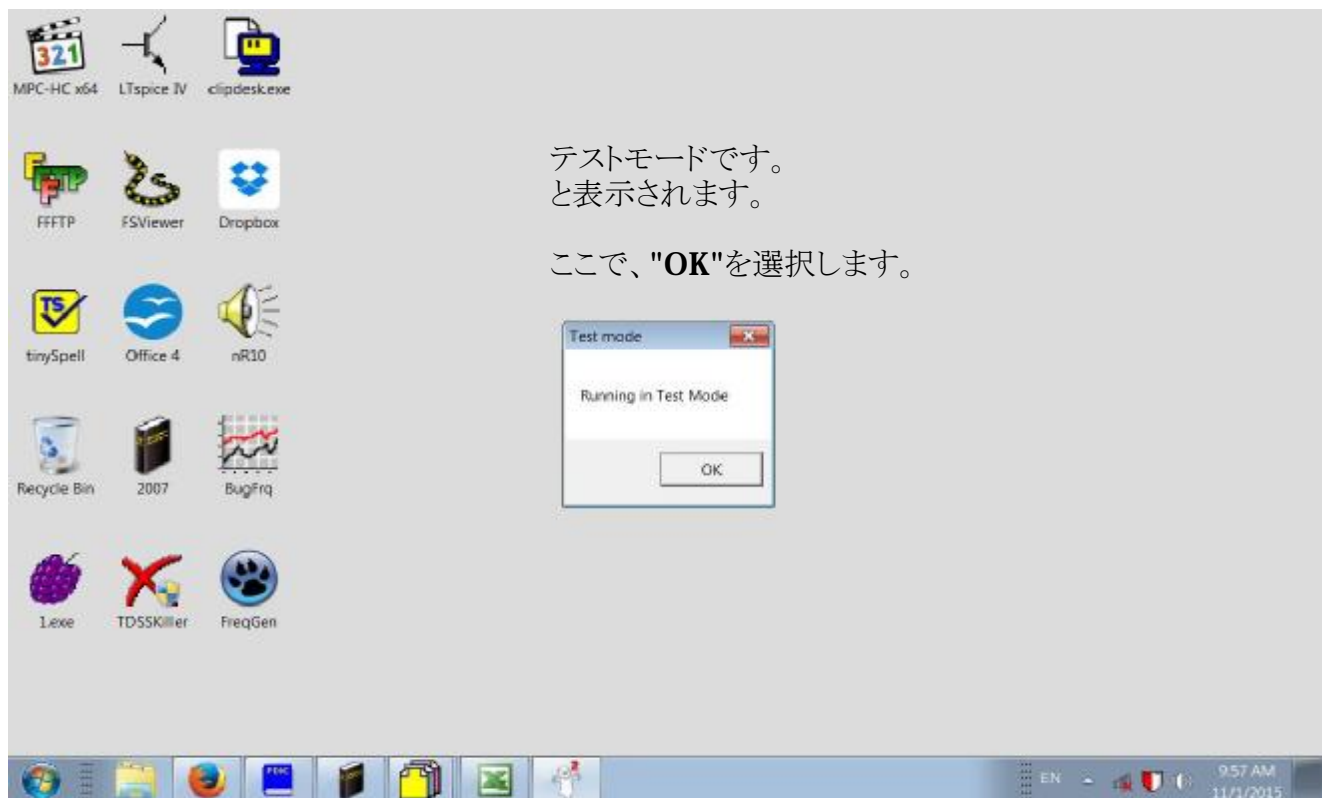 321
MPC-HC x64 LTspice IV clipdesk.exe
テストモードです。
と表示されます。
FFFTP FSViewer Dropbox
ここで、"OK"を選択します。
TS
tinySpell Office 4 nR10
Test mode
Running in Test Mode
OK
Recycle Bin 2007 BugFrq
1.exe TDSSKiller FreqGen
PDIC
EN
9:57 AM
11/1/2015